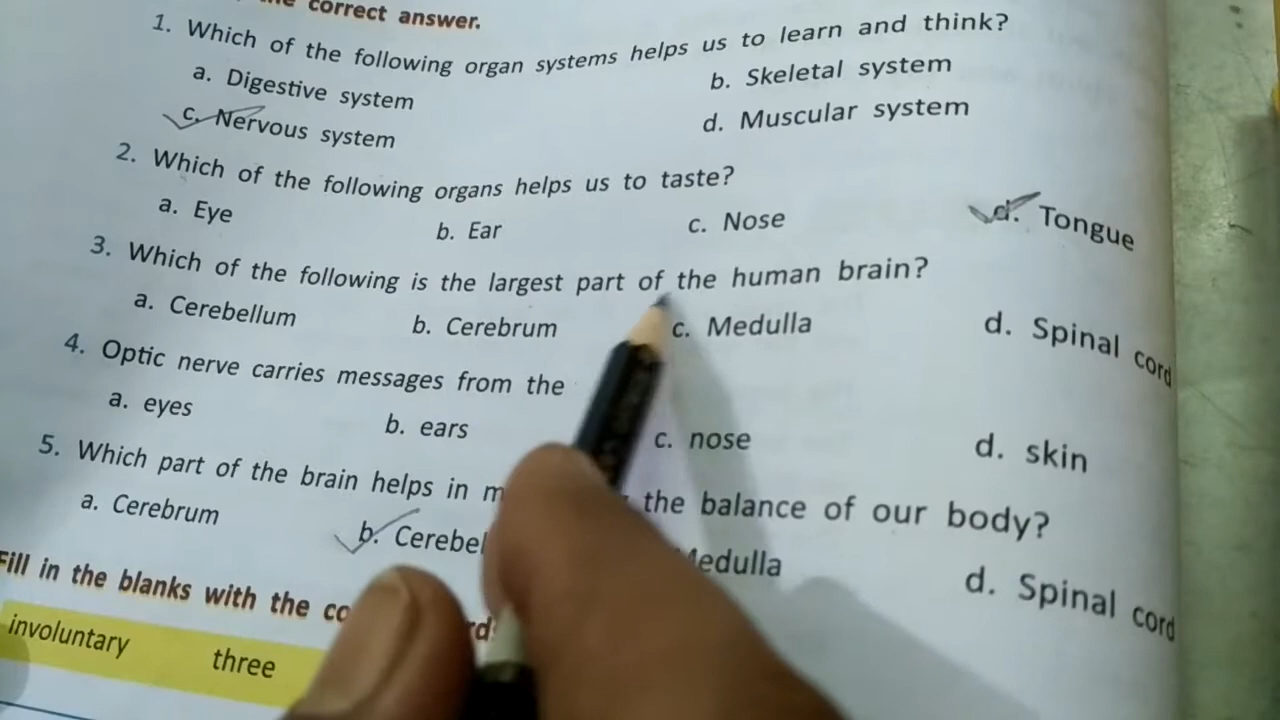 correct answer.
1. Which of the following organ systems helps us to learn and think?
a. Digestive system b. Skeletal system
c. Nervous system d. Muscular system
2. Which of the following organs helps us to taste?
a. Eye b. Ear c. Nose d. Tongue
3. Which of the following is the largest part of the human brain?
a. Cerebellum b. Cerebrum c. Medulla d. Spinal cord
4. Optic nerve carries messages from the
a. eyes b. ears c. nose d. skin
5. Which part of the brain helps in the balance of our body?
a. Cerebrum b. Medulla d. Spinal cord
Fill in the blanks with the
involuntary three